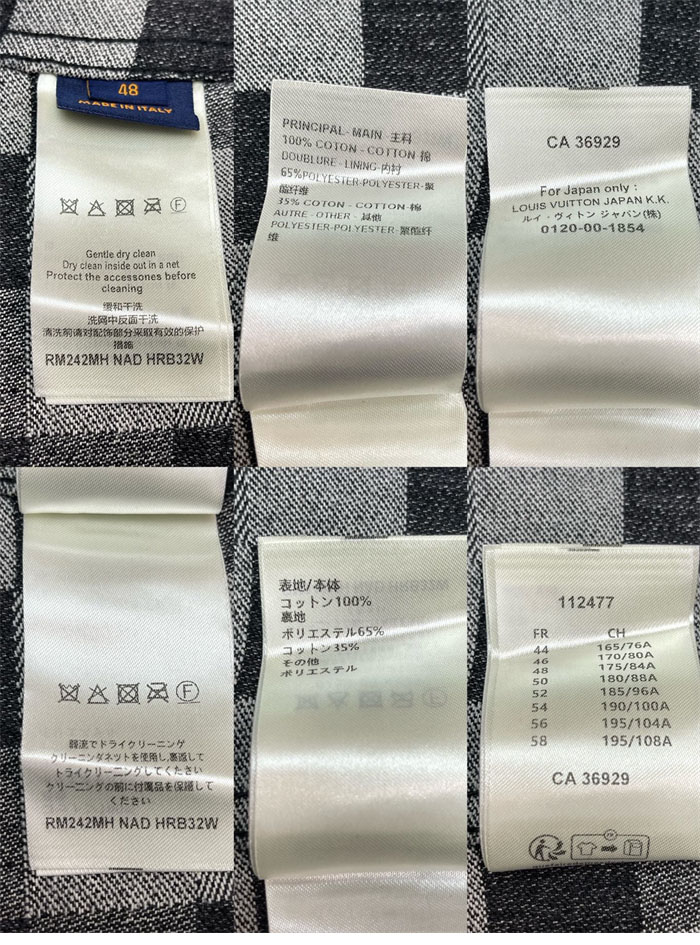 48
MADE IN ITALY
Gentle dry clean
Dry clean inside out in a net
Protect the accessories before
cleaning
缓和干洗
洗网中反面干洗
清洗前请对配饰部分采取有效的保护
措施
RM242MH NAD HRB32W
PRINCIPAL - MAIN - 主料
100% COTON - COTTON - 棉
DOUBLURE - LINING - 内衬
65%POLYESTER-POLYESTER-聚
酯纤维
35% COTON - COTTON - 棉
AUTRE - OTHER - 其他
POLYESTER-POLYESTER-聚酯纤
维
CA 36929
For Japan only :
LOUIS VUITTON JAPAN K.K.
ルイ・ヴィトン ジャパン(株)
0120-00-1854
F
弱流でドライクリーニング
クリーニングネットを使用し,裏返して
トライクリーニングしてください
クリーニングの前に付属品を保護して
ください
RM242MH NAD HRB32W
表地/本体
コットン100%
裏地
ポリエステル65%
コットン35%
その他
ポリエステル
112477
FR CH
44 165/76A
46 170/80A
48 175/84A
50 180/88A
52 185/96A
54 190/100A
56 195/104A
58 195/108A
CA 36929
FR